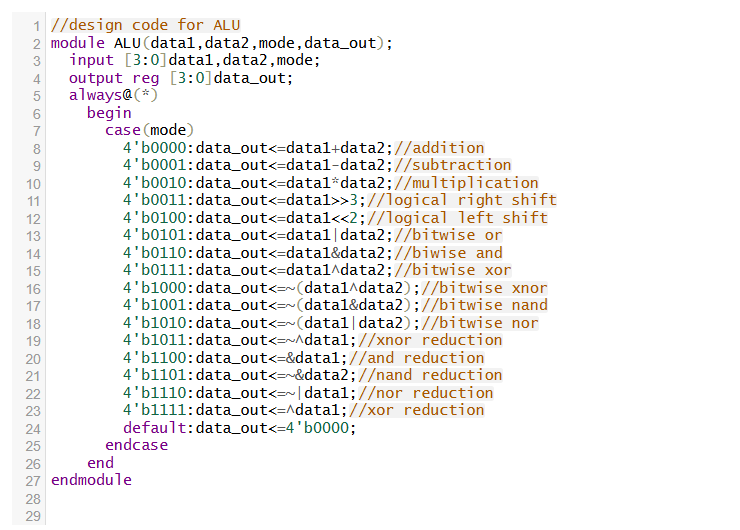 1 //design code for ALU
2 module ALU(data1,data2,mode,data_out);
3   input [3:0]data1,data2,mode;
4   output reg [3:0]data_out;
5   always@(*)
6     begin
7       case(mode)
8         4'b0000:data_out<=data1+data2;//addition
9         4'b0001:data_out<=data1-data2;//subtraction
10         4'b0010:data_out<=data1*data2;//multiplication
11         4'b0011:data_out<=data1>>3;//logical right shift
12         4'b0100:data_out<=data1<<2;//logical left shift
13         4'b0101:data_out<=data1|data2;//bitwise or
14         4'b0110:data_out<=data1&data2;//biwise and
15         4'b0111:data_out<=data1^data2;//bitwise xor
16         4'b1000:data_out<=~(data1^data2);//bitwise xnor
17         4'b1001:data_out<=~(data1&data2);//bitwise nand
18         4'b1010:data_out<=~(data1|data2);//bitwise nor
19         4'b1011:data_out<=~^data1;//xnor reduction
20         4'b1100:data_out<=&data1;//and reduction
21         4'b1101:data_out<=~&data2;//nand reduction
22         4'b1110:data_out<=~|data1;//nor reduction
23         4'b1111:data_out<=^data1;//xor reduction
24         default:data_out<=4'b0000;
25       endcase
26     end
27 endmodule
28
29